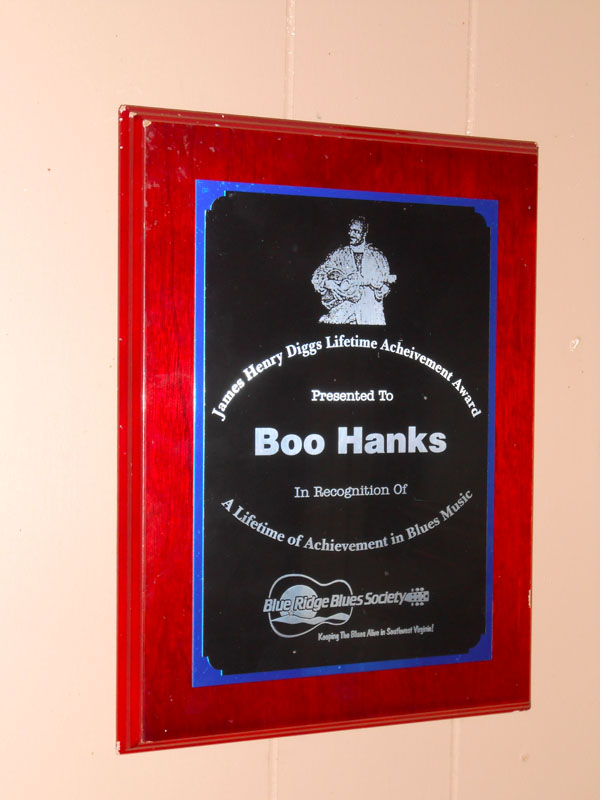 James Henry Diggs Lifetime Acheivement Award
Presented To
Boo Hanks
In Recognition Of
A Lifetime of Achievement in Blues Music
Blue Ridge Blues Society
Keeping The Blues Alive in Southwest Virginia!